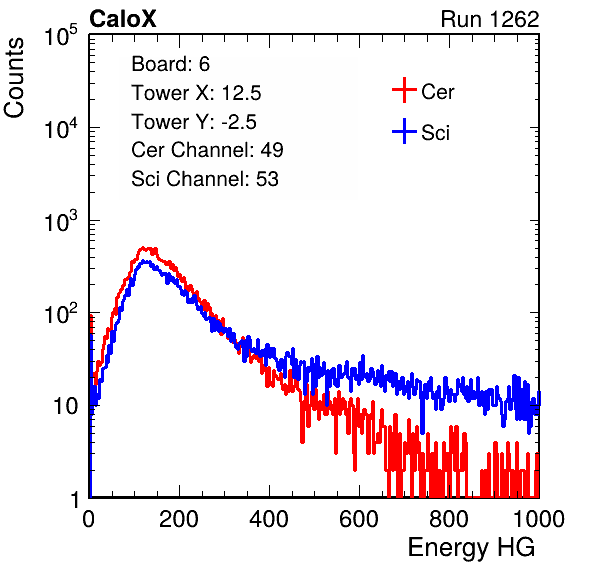 CaloX Run 1262
Counts
10^5
10^4
10^3
10^2
10
1
Board: 6
Tower X: 12.5
Tower Y: -2.5
Cer Channel: 49
Sci Channel: 53
Cer
Sci
0 200 400 600 800 1000
Energy HG